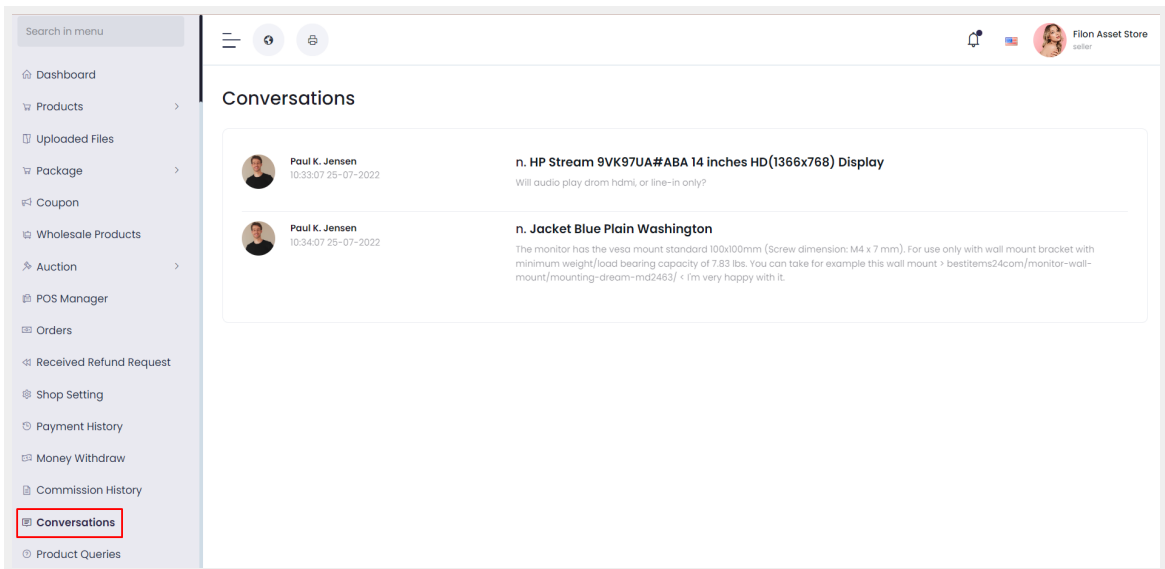 Search in menu
Dashboard
Products
Uploaded Files
Package
Coupon
Wholesale Products
Auction
POS Manager
Orders
Received Refund Request
Shop Setting
Payment History
Money Withdraw
Commission History
Conversations
Product Queries
Filon Asset Store
seller
Conversations
Paul K. Jensen
10:33:07 25-07-2022
n. HP Stream 9VK97UA#ABA 14 inches HD(1366x768) Display
Will audio play drom hdmi, or line-in only?
Paul K. Jensen
10:34:07 25-07-2022
n. Jacket Blue Plain Washington
The monitor has the vesa mount standard 100x100mm (Screw dimension: M4 x 7 mm). For use only with wall mount bracket with
minimum weight/load bearing capacity of 7.83 lbs. You can take for example this wall mount > bestitems24com/monitor-wall-
mount/mounting-dream-md2463/ < I'm very happy with it.